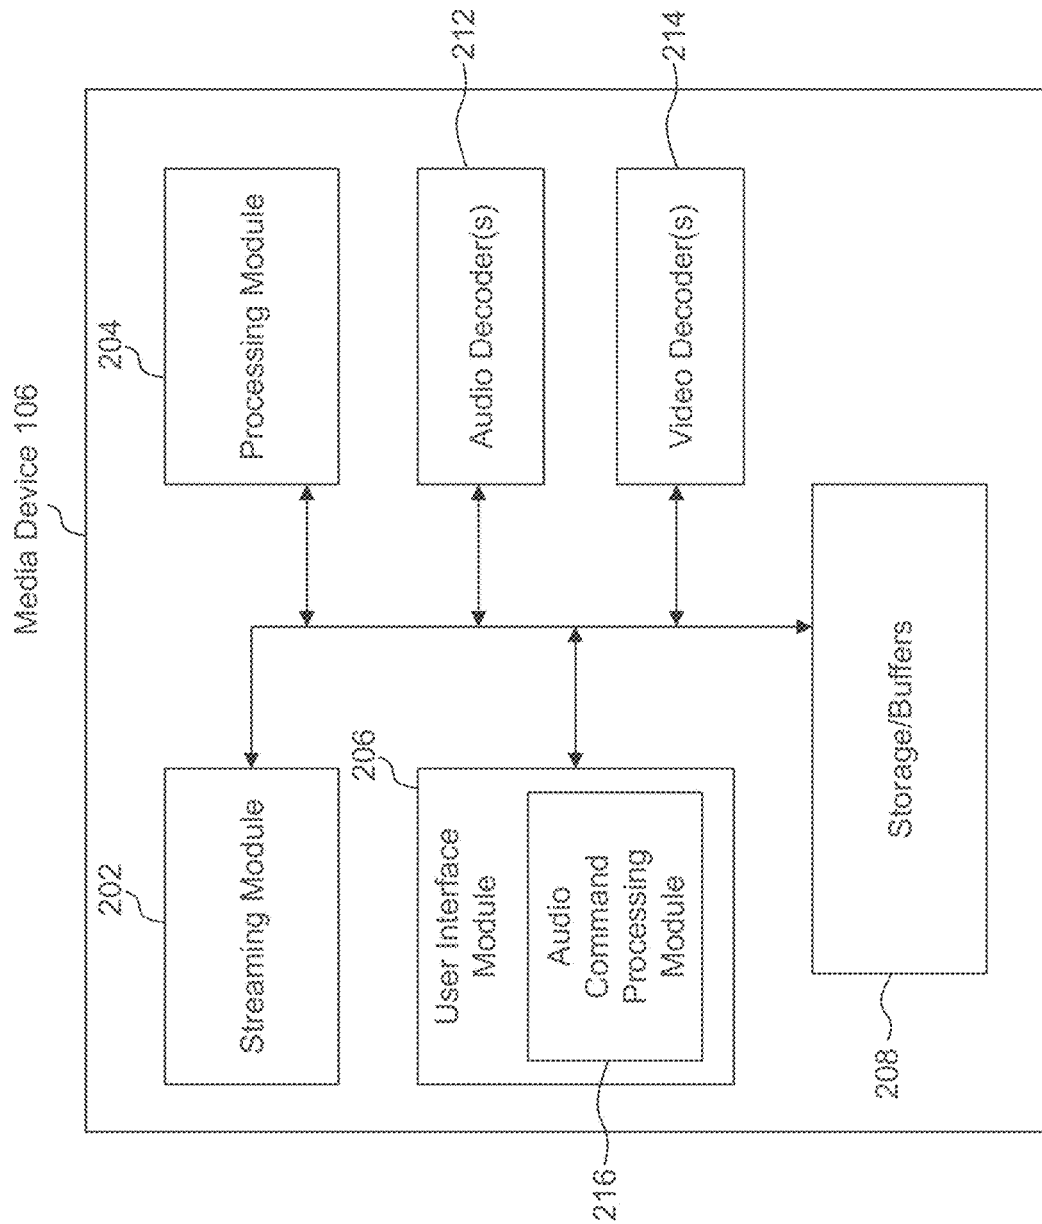 Media Device 106
202
Streaming Module
204
Processing Module
206
User Interface
Module
Audio
Command
Processing
Module
216
Audio Decoder(s)
212
Video Decoder(s)
214
Storage/Buffers
208